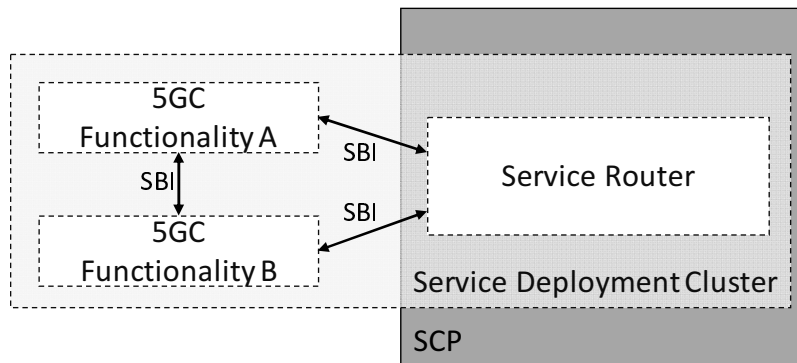 5GC
Functionality A
SBI
SBI
Service Router
SBI
5GC
Functionality B
Service Deployment Cluster
SCP